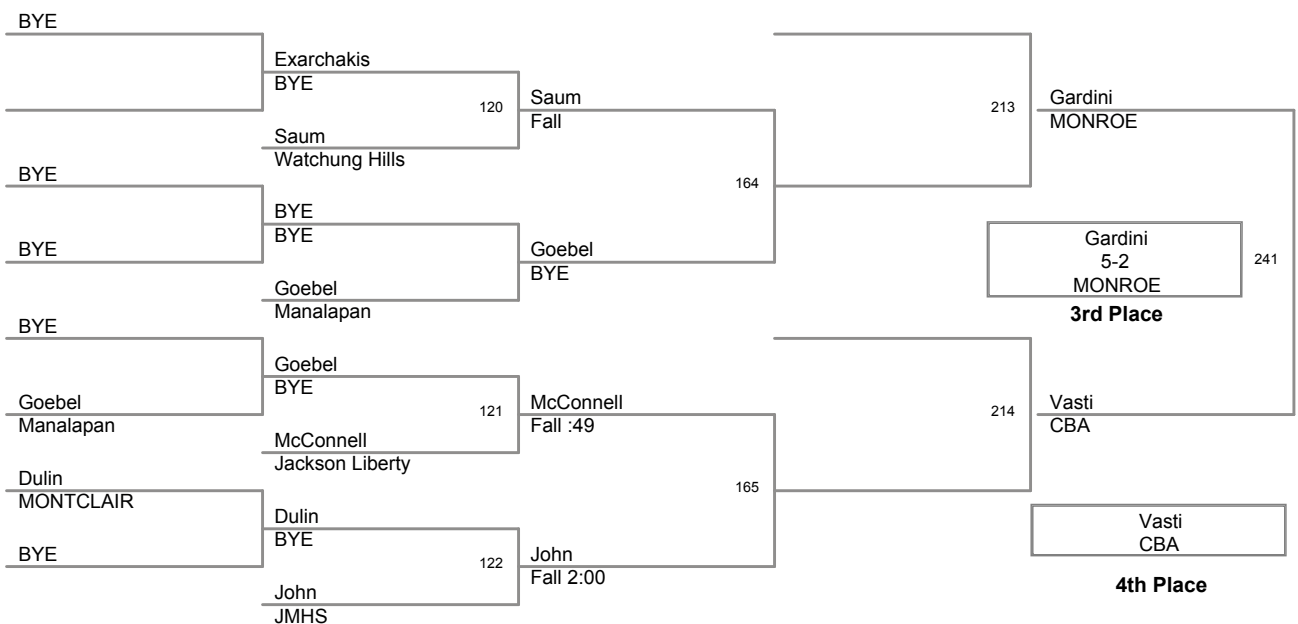 BYE
Exarchakis
BYE
120
Saum
Watchung Hills
Saum
Fall
BYE
BYE
BYE
BYE
Goebel
Manalapan
Goebel
BYE
164
213
Gardini
MONROE
Gardini
5-2
MONROE
241
3rd Place
BYE
Goebel
Manalapan
Goebel
BYE
121
McConnell
Jackson Liberty
McConnell
Fall :49
Dulin
MONTCLAIR
BYE
Dulin
BYE
122
John
JMHS
John
Fall 2:00
165
214
Vasti
CBA
Vasti
CBA
4th Place